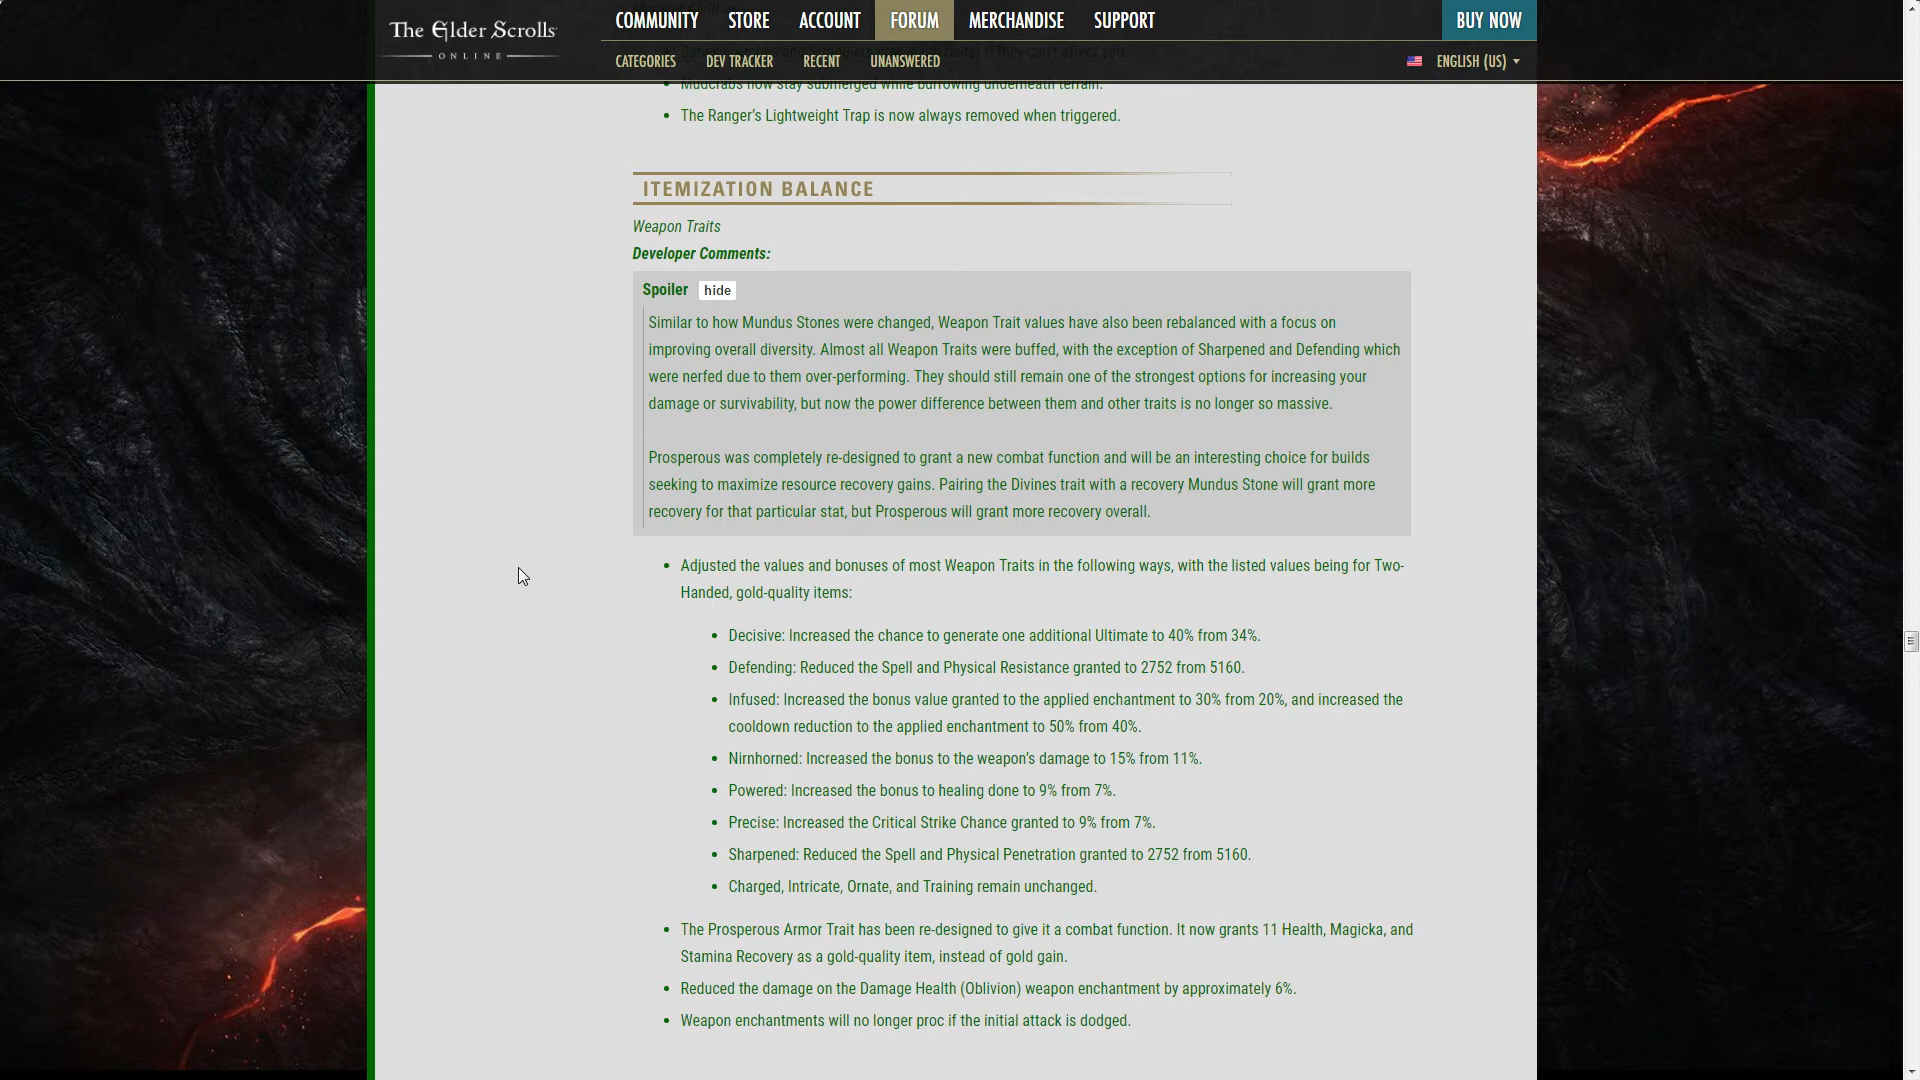 The Elder Scrolls
ONLINE
COMMUNITY STORE ACCOUNT FORUM MERCHANDISE SUPPORT
BUY NOW
CATEGORIES DEV TRACKER RECENT UNANSWERED
ENGLISH (US)
Mudcrabs now stay submerged while burrowing underneath terrain.
• The Ranger’s Lightweight Trap is now always removed when triggered.
ITEMIZATION BALANCE
Weapon Traits
Developer Comments:
Spoiler hide
Similar to how Mundus Stones were changed, Weapon Trait values have also been rebalanced with a focus on
improving overall diversity. Almost all Weapon Traits were buffed, with the exception of Sharpened and Defending which
were nerfed due to them over-performing. They should still remain one of the strongest options for increasing your
damage or survivability, but now the power difference between them and other traits is no longer so massive.
Prosperous was completely re-designed to grant a new combat function and will be an interesting choice for builds
seeking to maximize resource recovery gains. Pairing the Divines trait with a recovery Mundus Stone will grant more
recovery for that particular stat, but Prosperous will grant more recovery overall.
• Adjusted the values and bonuses of most Weapon Traits in the following ways, with the listed values being for Two-
Handed, gold-quality items:
• Decisive: Increased the chance to generate one additional Ultimate to 40% from 34%.
• Defending: Reduced the Spell and Physical Resistance granted to 2752 from 5160.
• Infused: Increased the bonus value granted to the applied enchantment to 30% from 20%, and increased the
cooldown reduction to the applied enchantment to 50% from 40%.
• Nirnhorned: Increased the bonus to the weapon’s damage to 15% from 11%.
• Powered: Increased the bonus to healing done to 9% from 7%.
• Precise: Increased the Critical Strike Chance granted to 9% from 7%.
• Sharpened: Reduced the Spell and Physical Penetration granted to 2752 from 5160.
• Charged, Intricate, Ornate, and Training remain unchanged.
• The Prosperous Armor Trait has been re-designed to give it a combat function. It now grants 11 Health, Magicka, and
Stamina Recovery as a gold-quality item, instead of gold gain.
• Reduced the damage on the Damage Health (Oblivion) weapon enchantment by approximately 6%.
• Weapon enchantments will no longer proc if the initial attack is dodged.